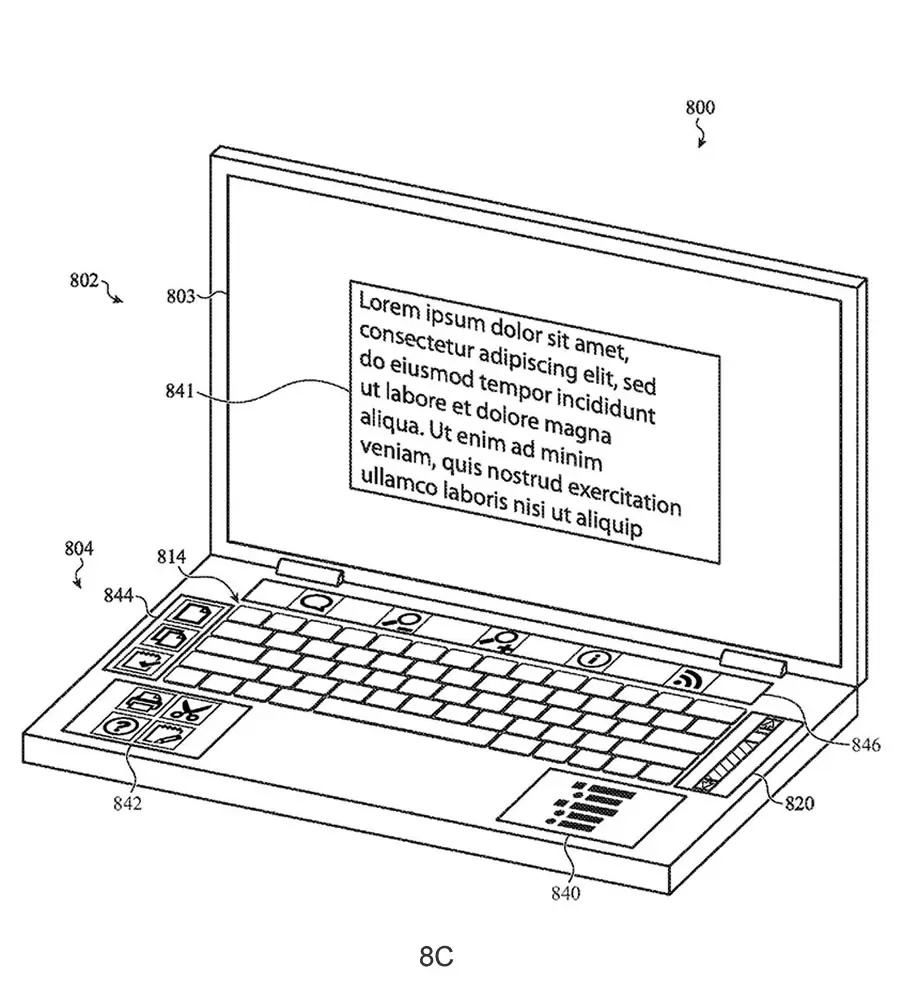 800
802
803
Lorem ipsum dolor sit amet,
consectetur adipiscing elit, sed
do eiusmod tempor incididunt
ut labore et dolore magna
aliqua. Ut enim ad minim
veniam, quis nostrud exercitation
ullamco laboris nisi ut aliquip
841
804
814
844
846
820
842
840
8C